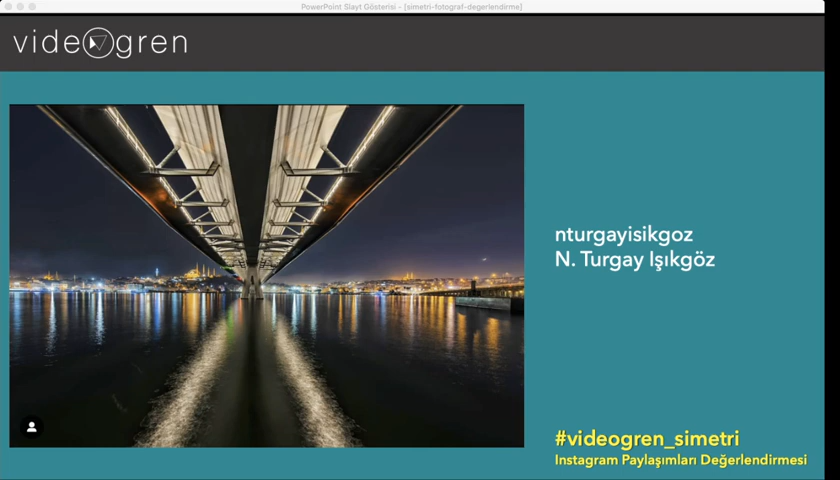 PowerPoint Slayt Gösterisi - [simetri-fotograf-degerlendirme]
videogren
nturgayisikgoz
N. Turgay Işıkgöz
#videogren_simetri
Instagram Paylaşımları Değerlendirmesi